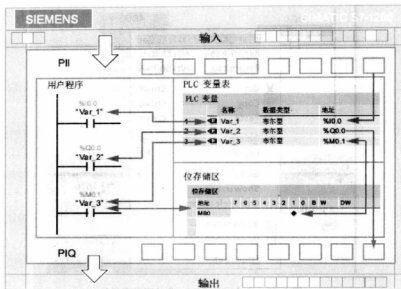 SIEMENS
SIMATIC S7-1200
输入
PII
用户程序
PLC 变量表
PLC 变量
名称 数据类型 地址
1 Var_1 布尔型 %I0.0
2 Var_2 布尔型 %Q0.0
3 Var_3 布尔型 %M0.1
%I0.0
"Var_1"
%Q0.0
"Var_2"
%M0.1
"Var_3"
位存储区
位存储区
地址 7 6 5 4 3 2 1 0 B W DW
MB0
PIQ
输出